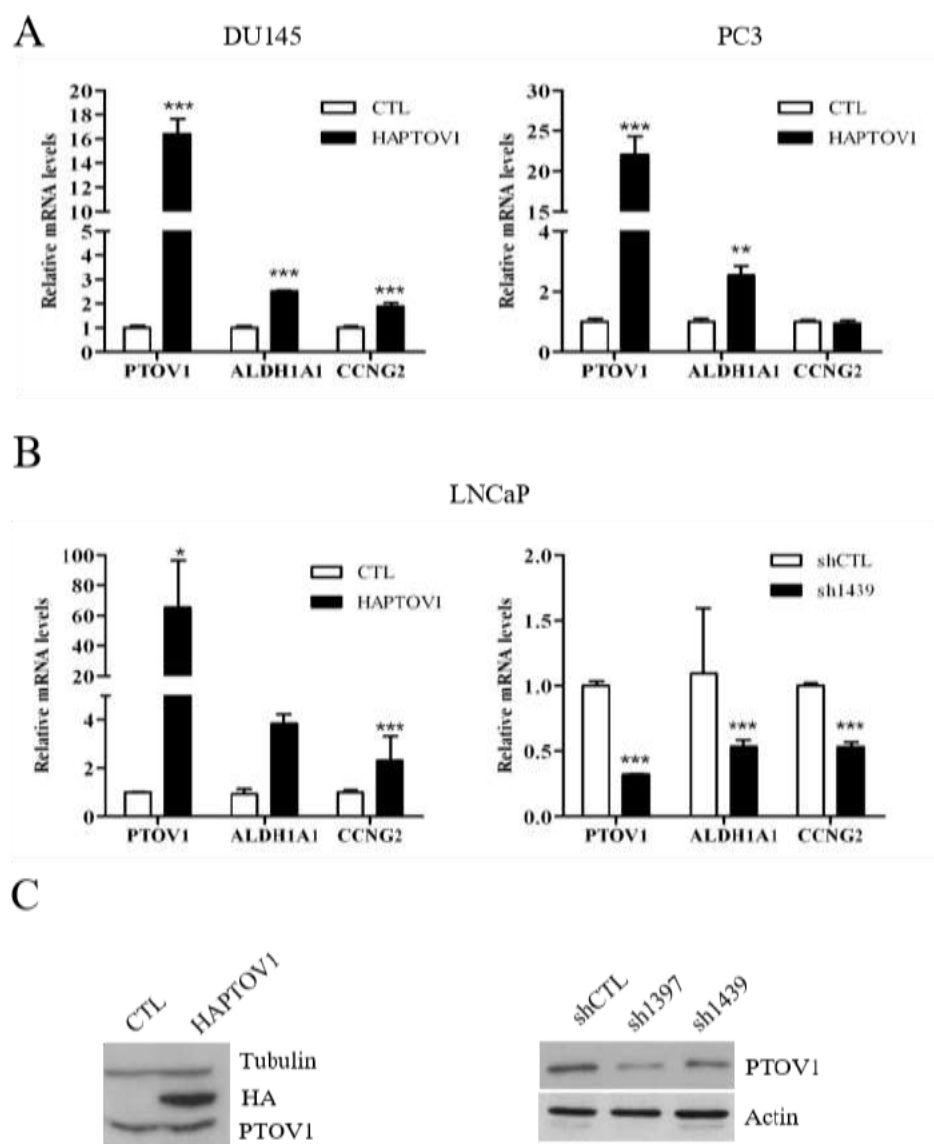 A
DU145
PC3
Relative mRNA levels
20
18
16
14
12
10
5
4
3
2
1
0
***
***
***
CTL
HAPTOV1
PTOV1 ALDH1A1 CCNG2
Relative mRNA levels
30
25
20
15
4
2
0
***
**
CTL
HAPTOV1
PTOV1 ALDH1A1 CCNG2
B
LNCaP
Relative mRNA levels
100
80
60
40
20
4
2
0
*
***
CTL
HAPTOV1
PTOV1 ALDH1A1 CCNG2
Relative mRNA levels
2.0
1.5
1.0
0.5
0.0
***
***
***
shCTL
sh1439
PTOV1 ALDH1A1 CCNG2
C
CTL HAPTOV1
Tubulin
HA
PTOV1
shCTL sh1397 sh1439
PTOV1
Actin